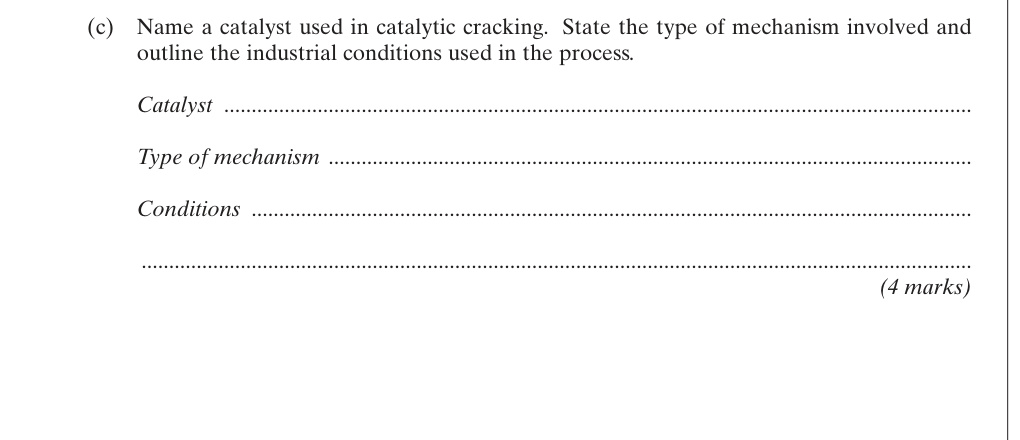 (c) Name a catalyst used in catalytic cracking. State the type of mechanism involved and
outline the industrial conditions used in the process.
Catalyst ..........................................................................................................................................
Type of mechanism ......................................................................................................................
Conditions .....................................................................................................................................
..........................................................................................................................................................
(4 marks)